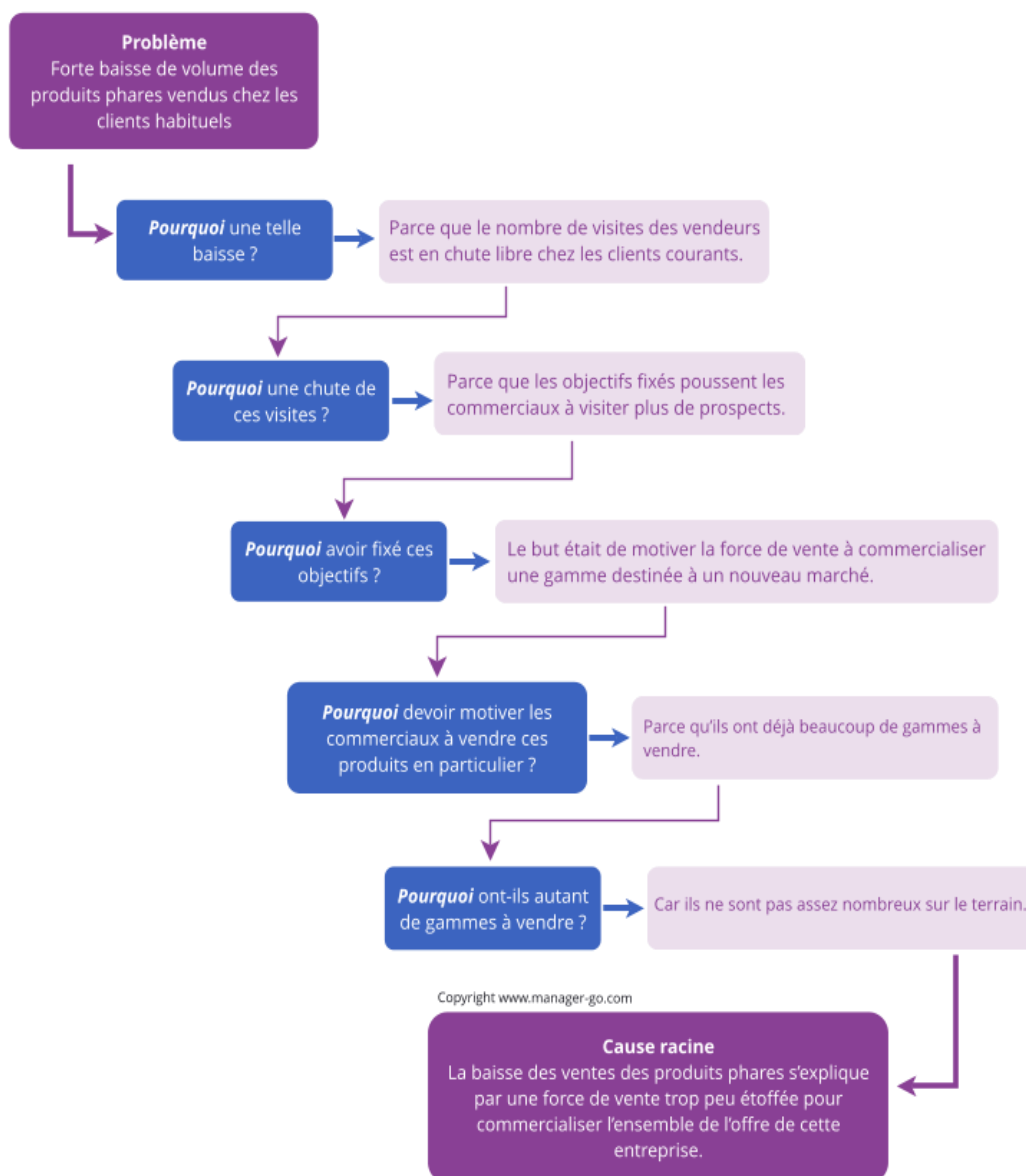 Problème
Forte baisse de volume des
produits phares vendus chez les
clients habituels
Pourquoi une telle
baisse ?
Parce que le nombre de visites des vendeurs
est en chute libre chez les clients courants.
Pourquoi une chute de
ces visites ?
Parce que les objectifs fixés poussent les
commerciaux à visiter plus de prospects.
Pourquoi avoir fixé ces
objectifs ?
Le but était de motiver la force de vente à commercialiser
une gamme destinée à un nouveau marché.
Pourquoi devoir motiver les
commerciaux à vendre ces
produits en particulier ?
Parce qu’ils ont déjà beaucoup de gammes à
vendre.
Pourquoi ont-ils autant
de gammes à vendre ?
Car ils ne sont pas assez nombreux sur le terrain.
Copyright www.manager-go.com
Cause racine
La baisse des ventes des produits phares s’explique
par une force de vente trop peu étoffée pour
commercialiser l’ensemble de l’offre de cette
entreprise.